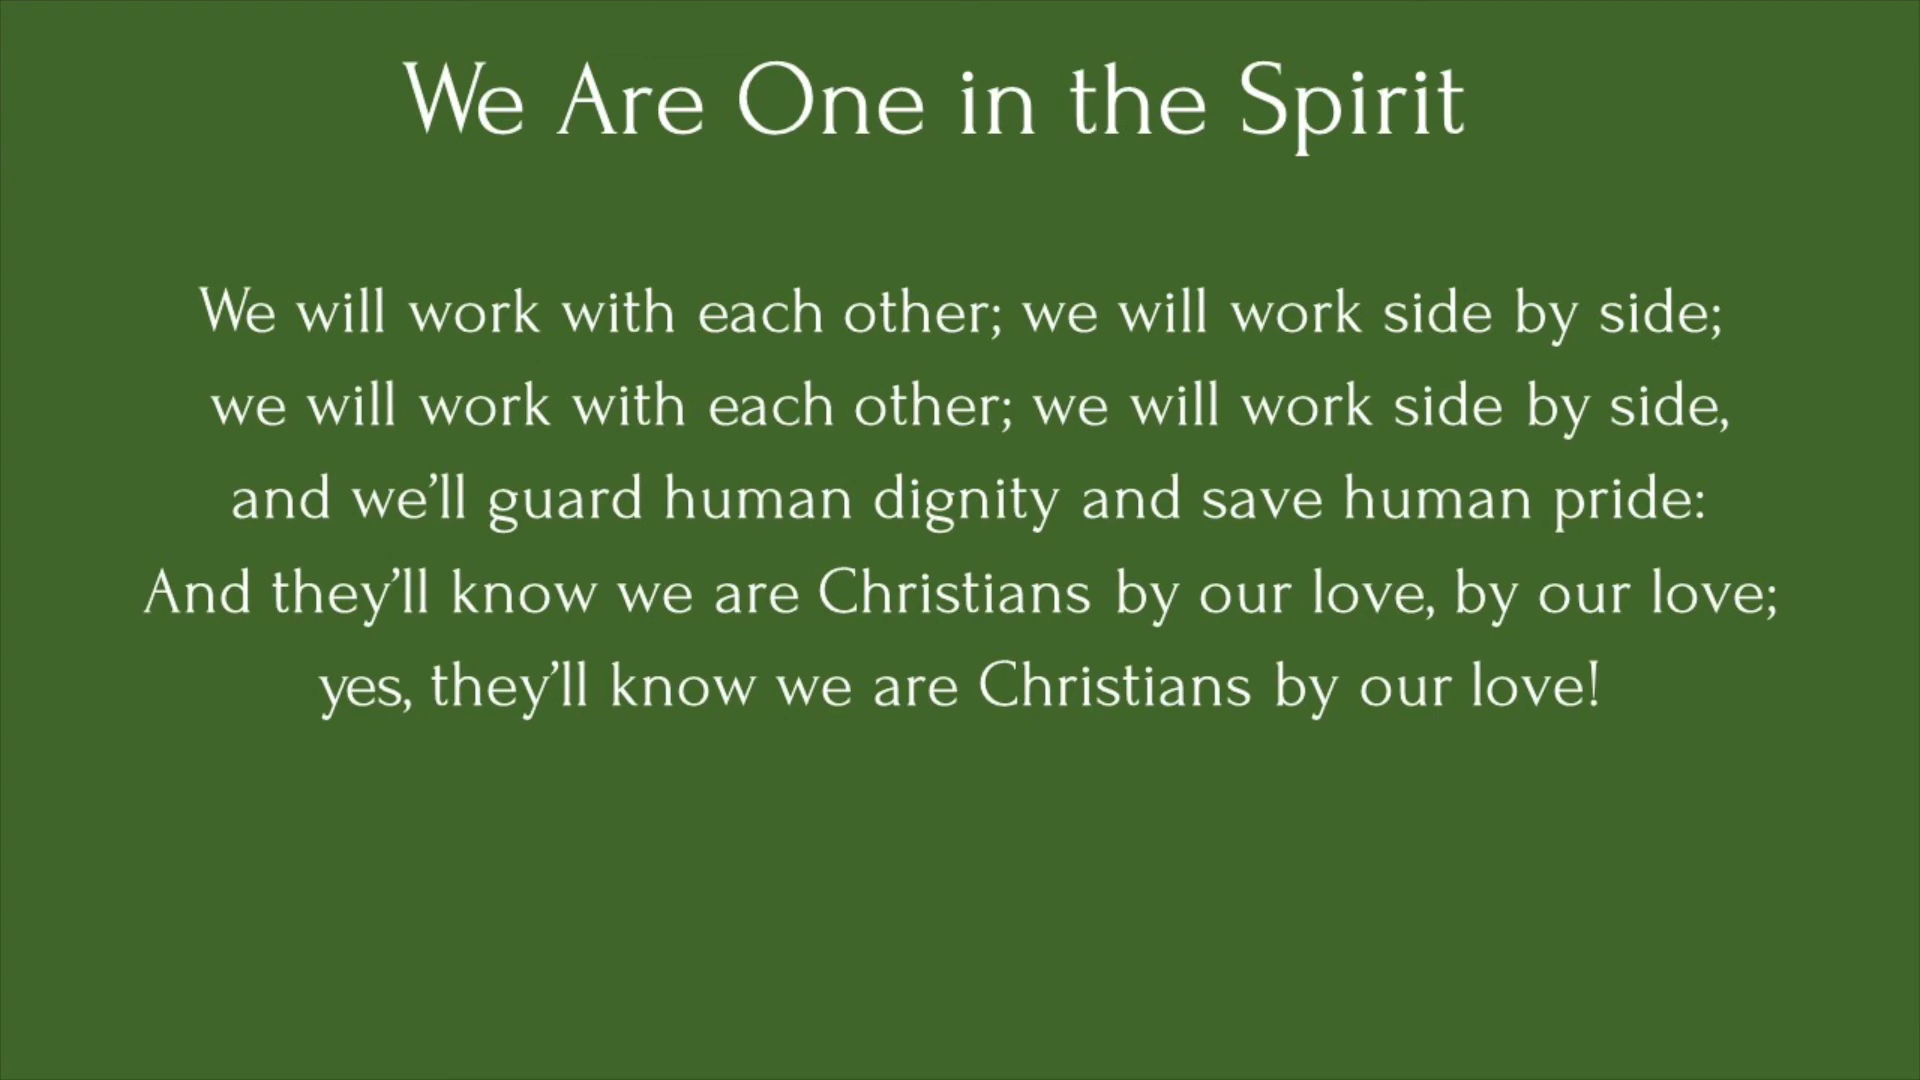 We Are One in the Spirit
We will work with each other; we will work side by side;
we will work with each other; we will work side by side,
and we’ll guard human dignity and save human pride:
And they’ll know we are Christians by our love, by our love;
yes, they’ll know we are Christians by our love!